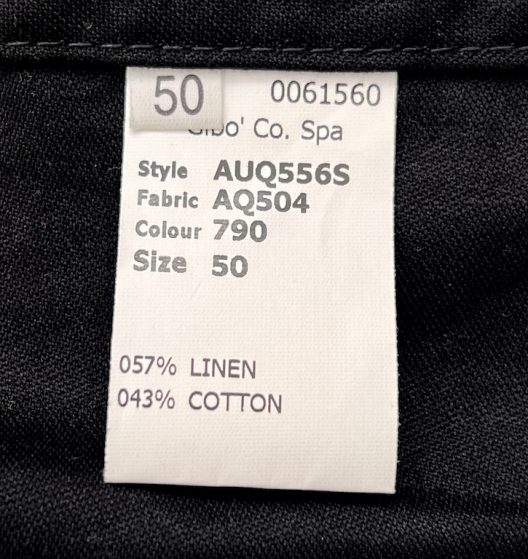 50
0061560
Gibo' Co. Spa
Style AUQ556S
Fabric AQ504
Colour 790
Size 50
057% LINEN
043% COTTON